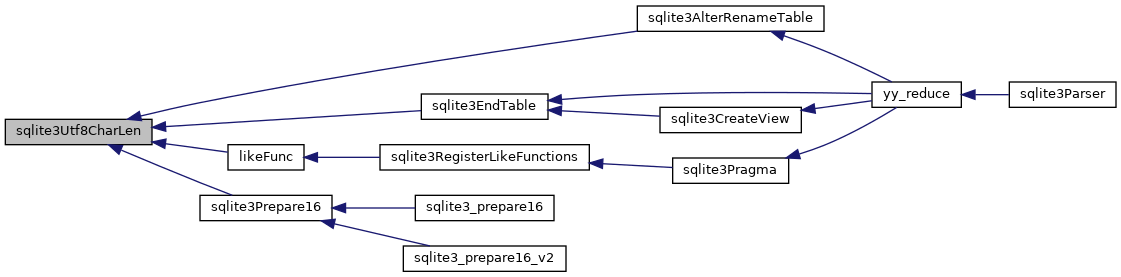 sqlite3AlterRenameTable
yy_reduce
sqlite3Parser
sqlite3EndTable
sqlite3CreateView
sqlite3Utf8CharLen
likeFunc
sqlite3RegisterLikeFunctions
sqlite3Pragma
sqlite3Prepare16
sqlite3_prepare16
sqlite3_prepare16_v2